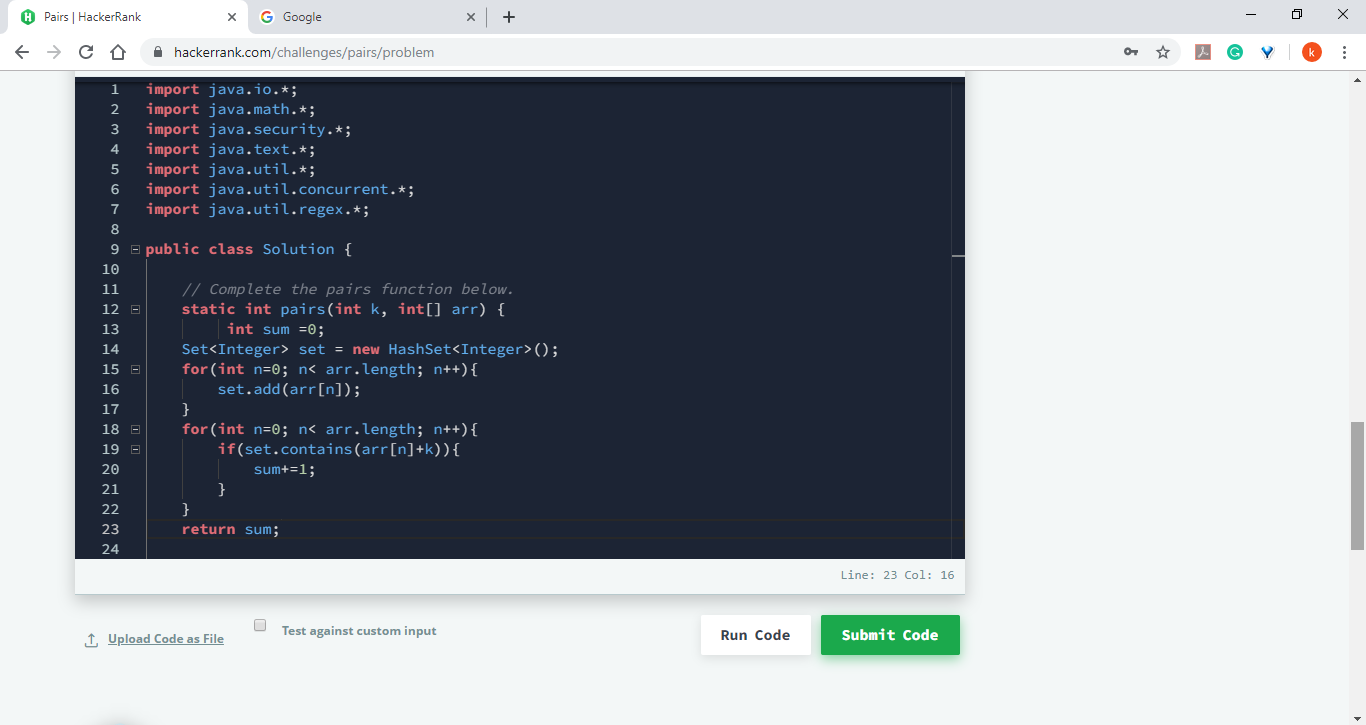 Pairs | HackerRank
Google
hackerrank.com/challenges/pairs/problem
k
1 import java.io.*;
2 import java.math.*;
3 import java.security.*;
4 import java.text.*;
5 import java.util.*;
6 import java.util.concurrent.*;
7 import java.util.regex.*;
8
9 public class Solution {
10
11 // Complete the pairs function below.
12 static int pairs(int k, int[] arr) {
13 int sum =0;
14 Set<Integer> set = new HashSet<Integer>();
15 for(int n=0; n< arr.length; n++){
16 set.add(arr[n]);
17 }
18 for(int n=0; n< arr.length; n++){
19 if(set.contains(arr[n]+k)){
20 sum+=1;
21 }
22 }
23 return sum;
24
Line: 23 Col: 16
Upload Code as File
Test against custom input
Run Code
Submit Code